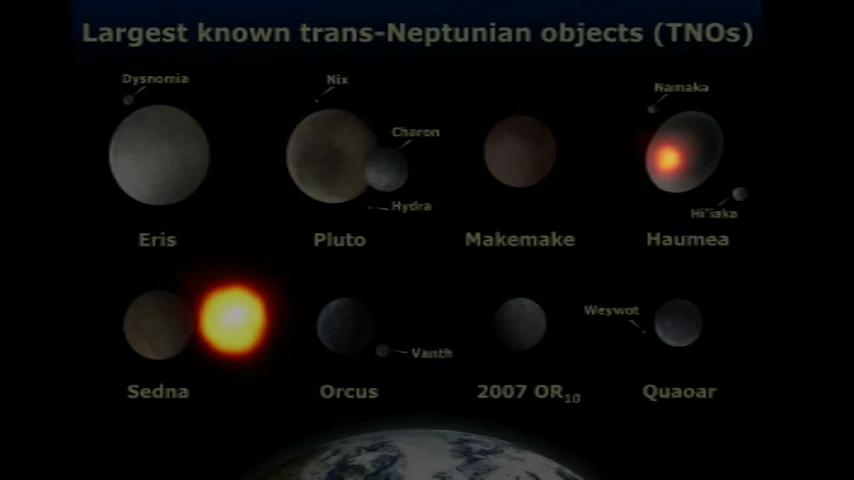 Largest known trans-Neptunian objects (TNOs)
Dysnomia
Nix
Namaka
Charon
Hydra
Hi'iaka
Eris
Pluto
Makemake
Haumea
Weywot
Vanth
Sedna
Orcus
2007 OR10
Quaoar